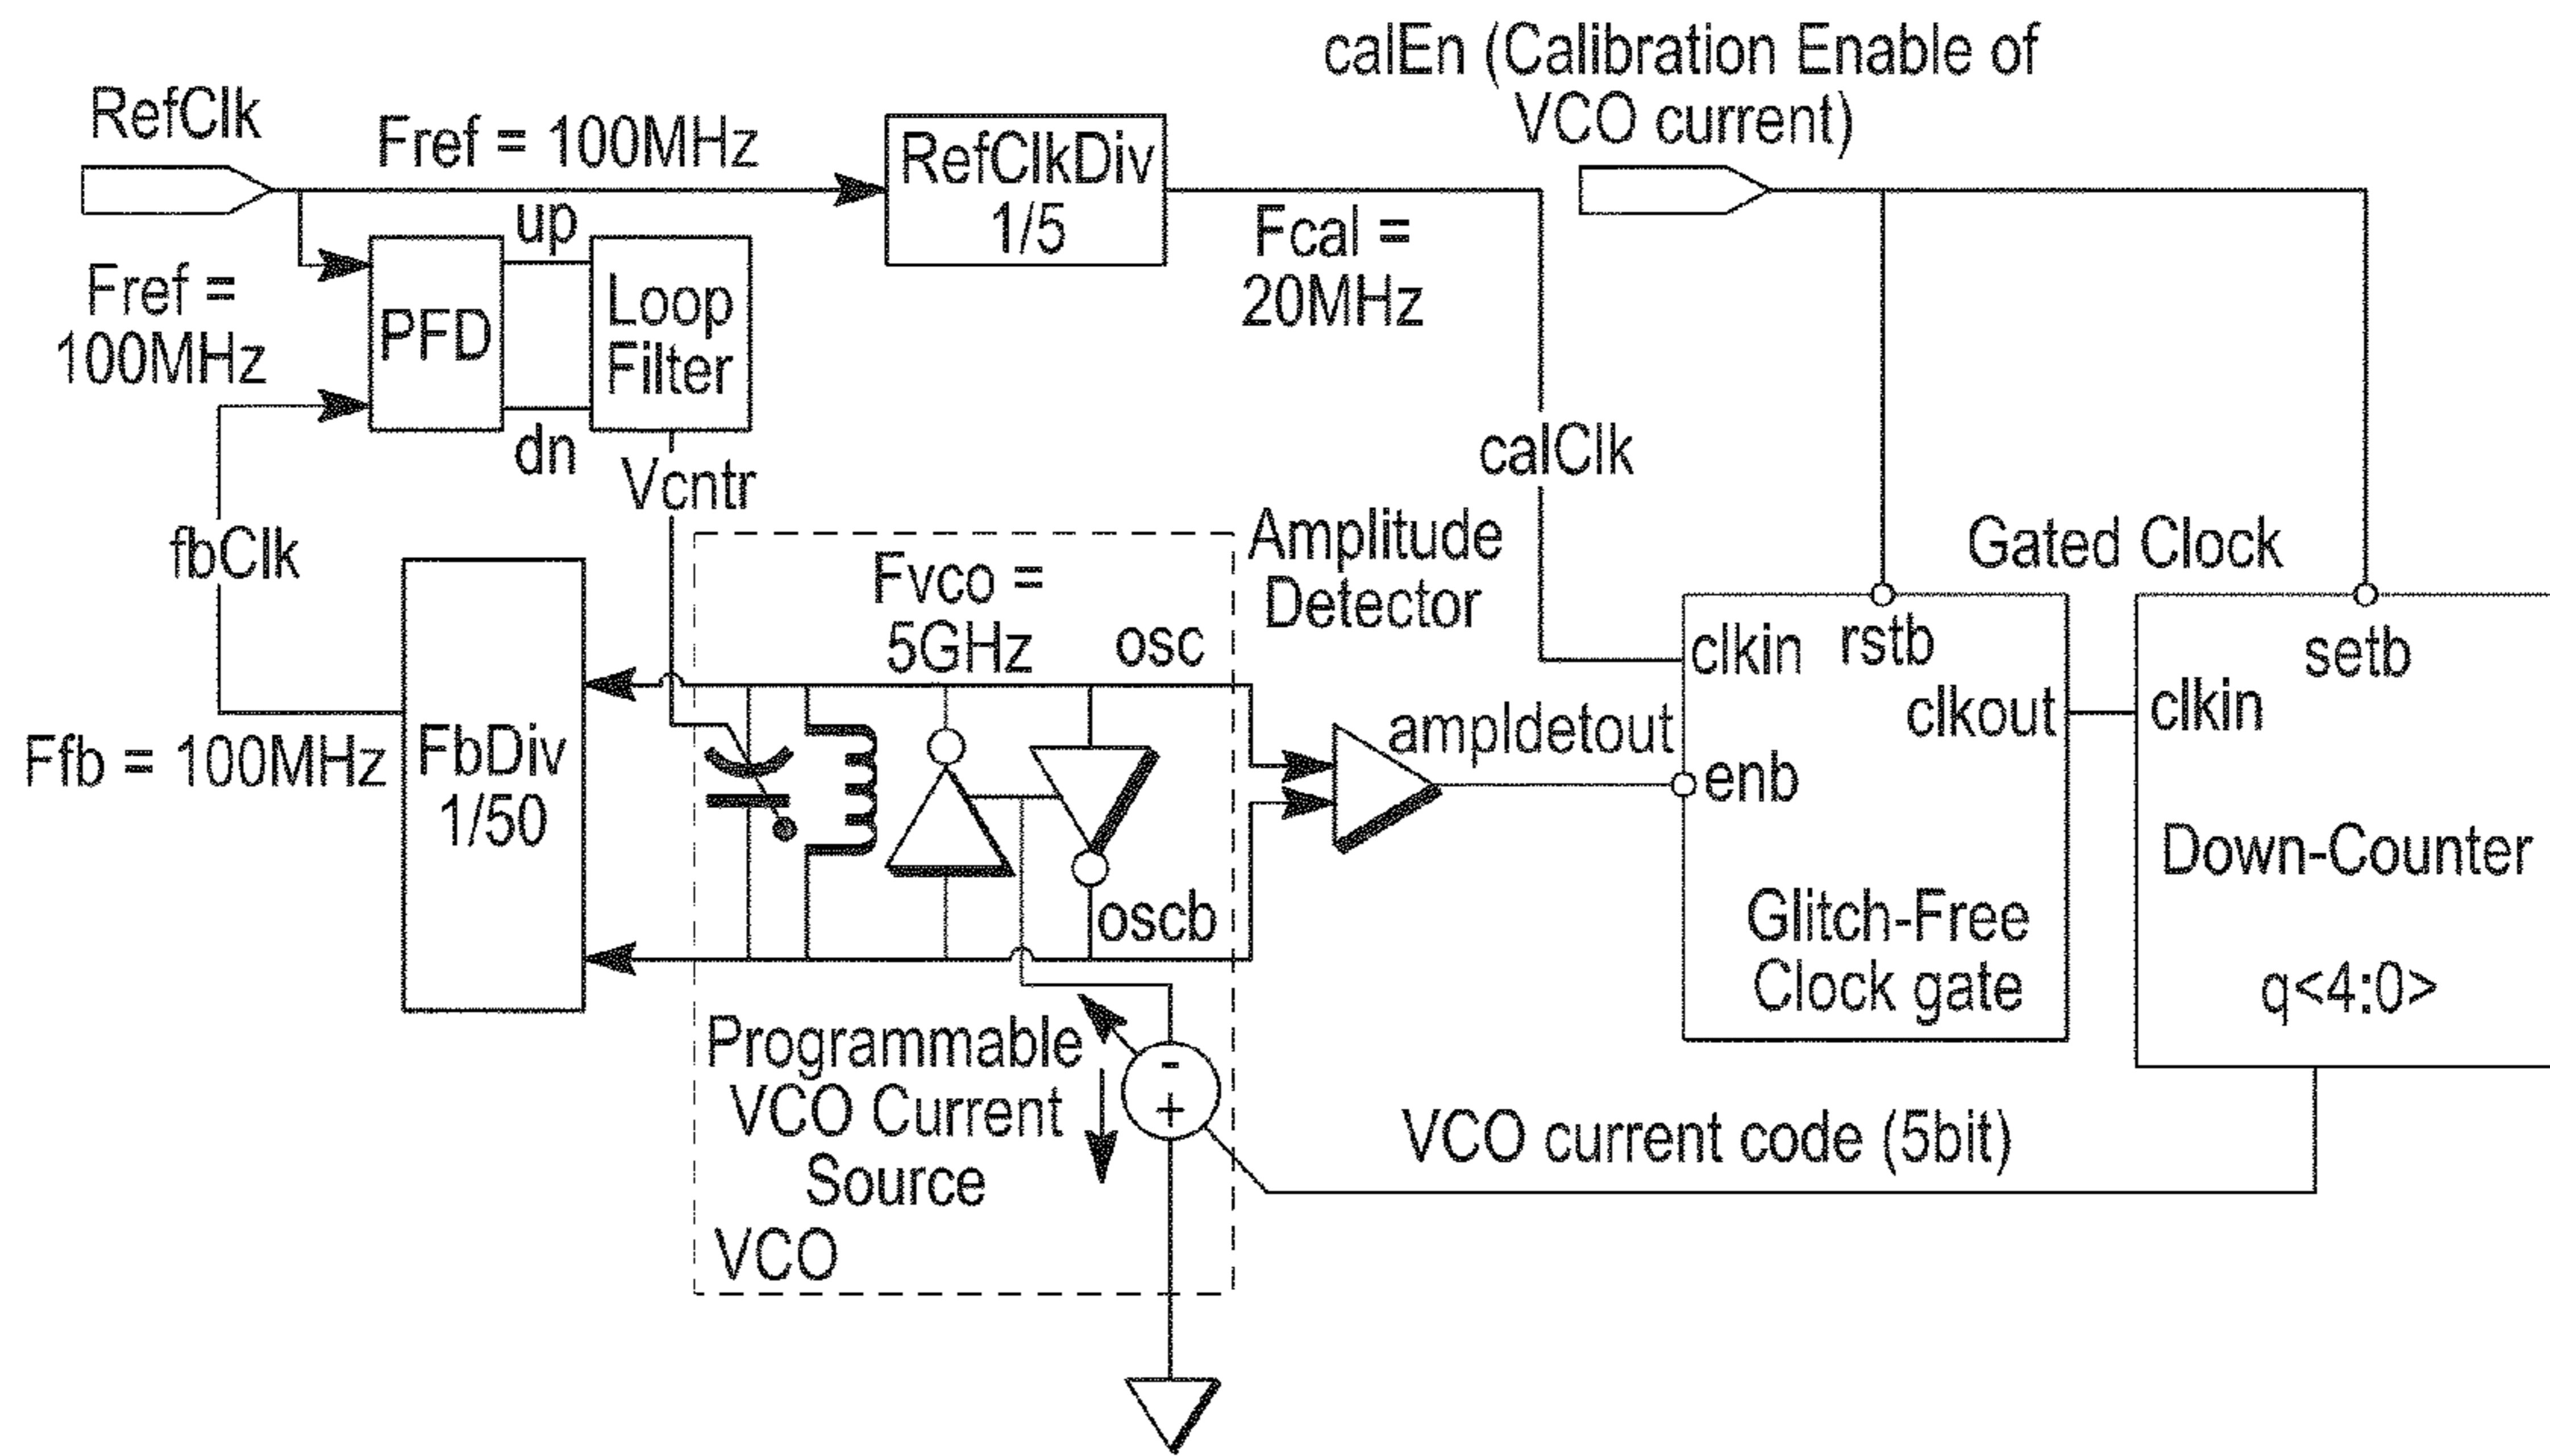 calEn (Calibration Enable of
VCO current)
RefClk
Fref = 100MHz
RefClkDiv
1/5
up
Fcal =
20MHz
Fref =
100MHz
PFD
Loop
Filter
dn
Vcntr
calClk
fbClk
Fvco =
5GHz
osc
Amplitude
Detector
Gated Clock
clkin
rstb
setb
clkout
clkin
ampldetout
enb
Ffb = 100MHz
FbDiv
1/50
Down-Counter
oscb
Glitch-Free
Clock gate
q<4:0>
Programmable
VCO Current
Source
-
+
VCO current code (5bit)
VCO